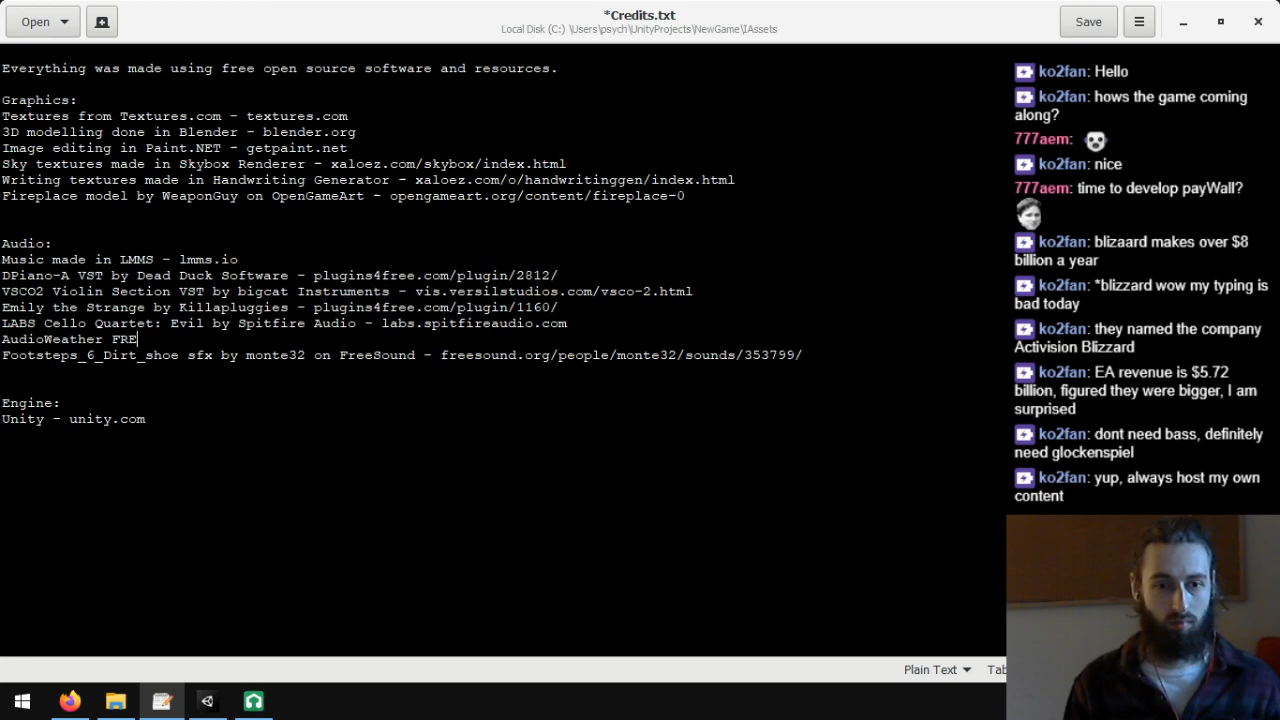 Open
*Credits.txt
Local Disk (C:) \Users\psych\UnityProjects\NewGame\IAssets
Save
Everything was made using free open source software and resources.
Graphics:
Textures from Textures.com - textures.com
3D modelling done in Blender - blender.org
Image editing in Paint.NET - getpaint.net
Sky textures made in Skybox Renderer - xaloez.com/skybox/index.html
Writing textures made in Handwriting Generator - xaloez.com/o/handwritinggen/index.html
Fireplace model by WeaponGuy on OpenGameArt - opengameart.org/content/fireplace-0
Audio:
Music made in LMMS - lmms.io
DPiano-A VST by Dead Duck Software - plugins4free.com/plugin/2812/
VSCO2 Violin Section VST by bigcat Instruments - vis.versilstudios.com/vsco-2.html
Emily the Strange by Killapluggies - plugins4free.com/plugin/1160/
LABS Cello Quartet: Evil by Spitfire Audio - labs.spitfireaudio.com
AudioWeather FRE
Footsteps_6_Dirt_shoe sfx by monte32 on FreeSound - freesound.org/people/monte32/sounds/353799/
Engine:
Unity - unity.com
ko2fan: Hello
ko2fan: hows the game coming
along?
777aem:
ko2fan: nice
777aem: time to develop payWall?
ko2fan: blizaard makes over $8
billion a year
ko2fan: *blizzard wow my typing is
bad today
ko2fan: they named the company
Activision Blizzard
ko2fan: EA revenue is $5.72
billion, figured they were bigger, I am
surprised
ko2fan: dont need bass, definitely
need glockenspiel
ko2fan: yup, always host my own
content
Plain Text
Tab